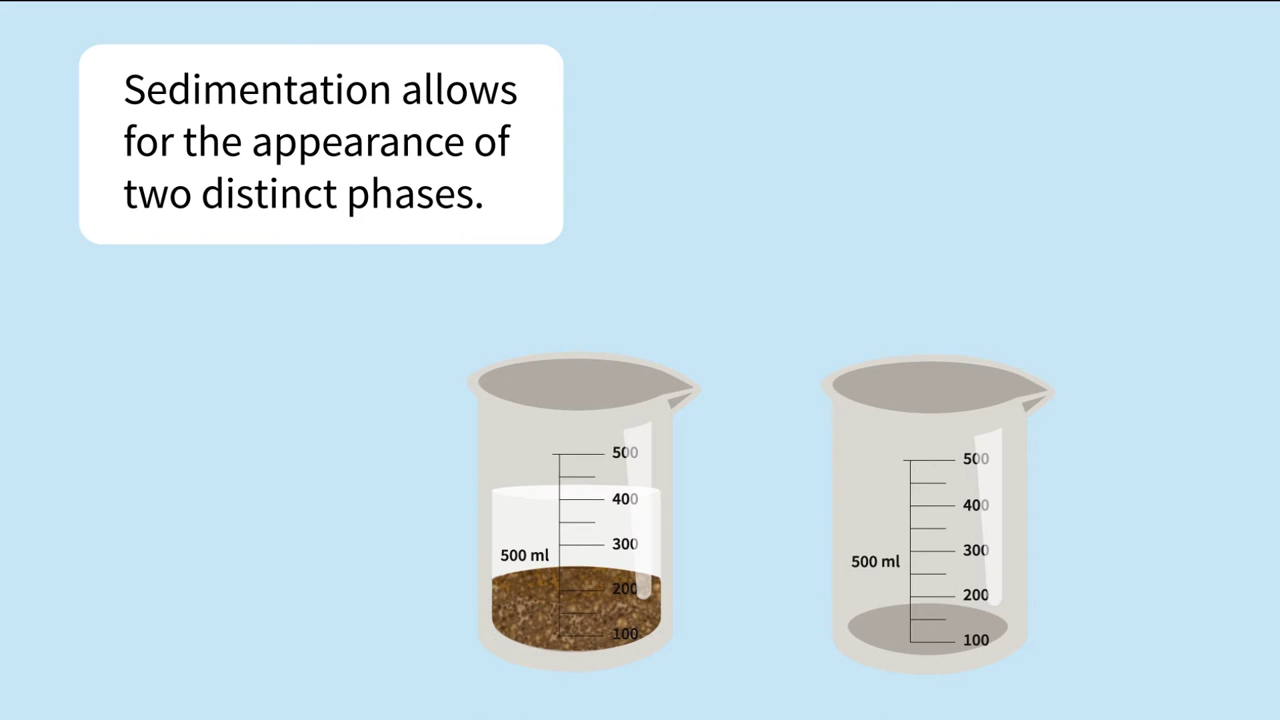 Sedimentation allows
for the appearance of
two distinct phases.
500
400
300
500 ml
200
100
500
400
300
500 ml
200
100